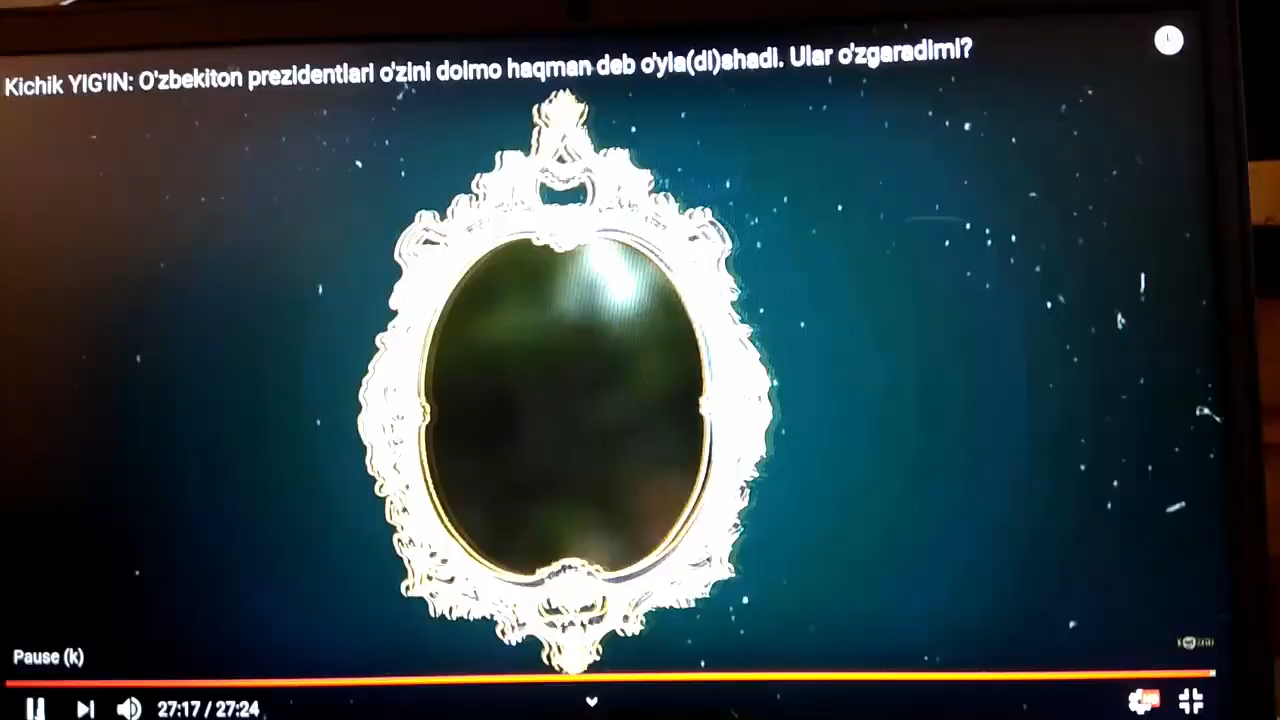 Kichik YIG'IN: O'zbekiton prezidentlari o'zini doimo haqman deb o'yla(di)shadi. Ular o'zgaradimi?
Pause (k)
27:17 / 27:24
HD